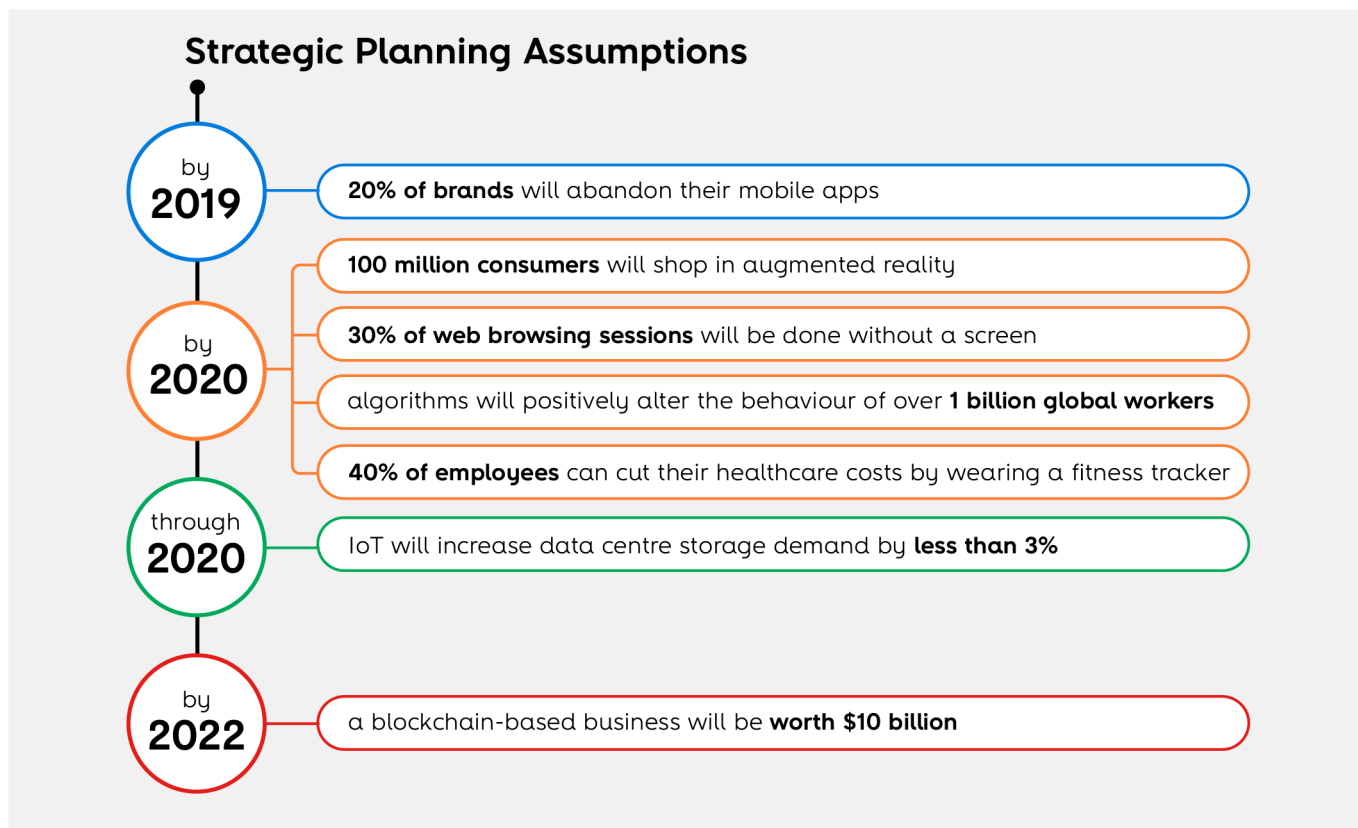 Strategic Planning Assumptions
by
2019
20% of brands will abandon their mobile apps
by
2020
100 million consumers will shop in augmented reality
30% of web browsing sessions will be done without a screen
algorithms will positively alter the behaviour of over 1 billion global workers
40% of employees can cut their healthcare costs by wearing a fitness tracker
through
2020
IoT will increase data centre storage demand by less than 3%
by
2022
a blockchain-based business will be worth $10 billion